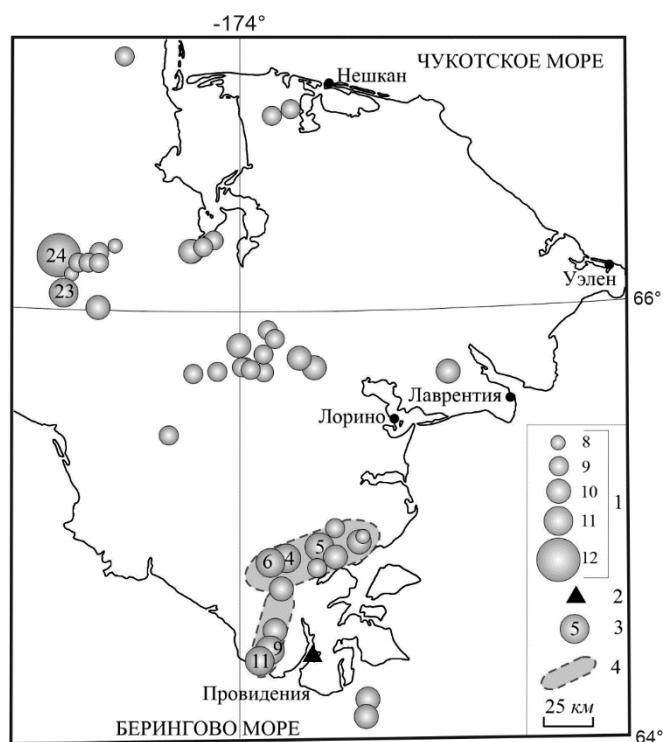 -174°
ЧУКОТСКОЕ МОРЕ
Нешкан
24
23
Уэлен
66°
Лаврентия
Лорино
8
9
10
11
12
1
2
5
3
4
25 км
6
4
5
9
11
Провидения
БЕРИНГОВО МОРЕ
64°